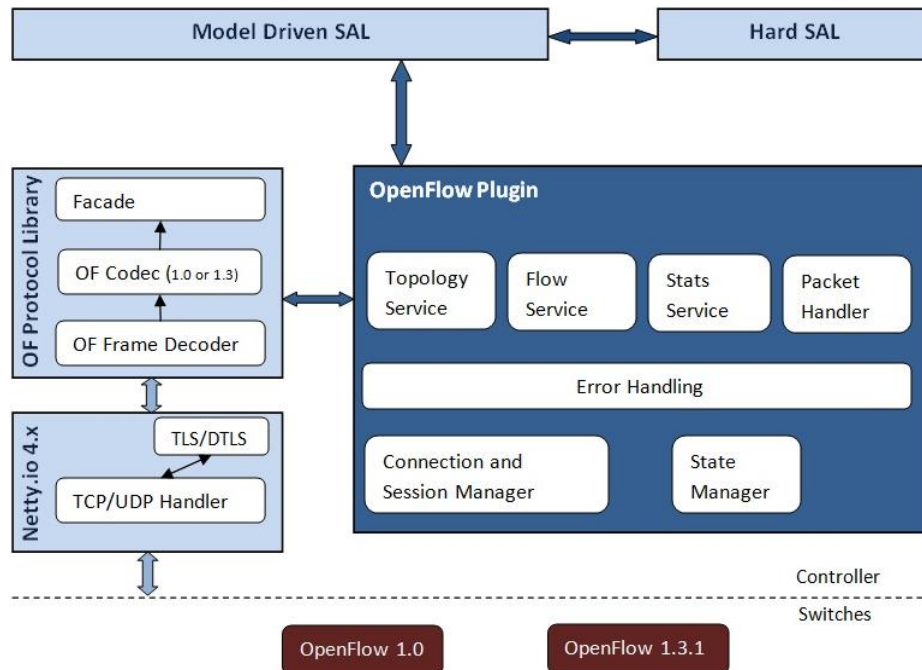 Model Driven SAL
Hard SAL
OF Protocol Library
Facade
OF Codec (1.0 or 1.3)
OF Frame Decoder
OpenFlow Plugin
Topology
Service
Flow
Service
Stats
Service
Packet
Handler
Error Handling
Connection and
Session Manager
State
Manager
Netty.io 4.x
TLS/DTLS
TCP/UDP Handler
Controller
Switches
OpenFlow 1.0
OpenFlow 1.3.1